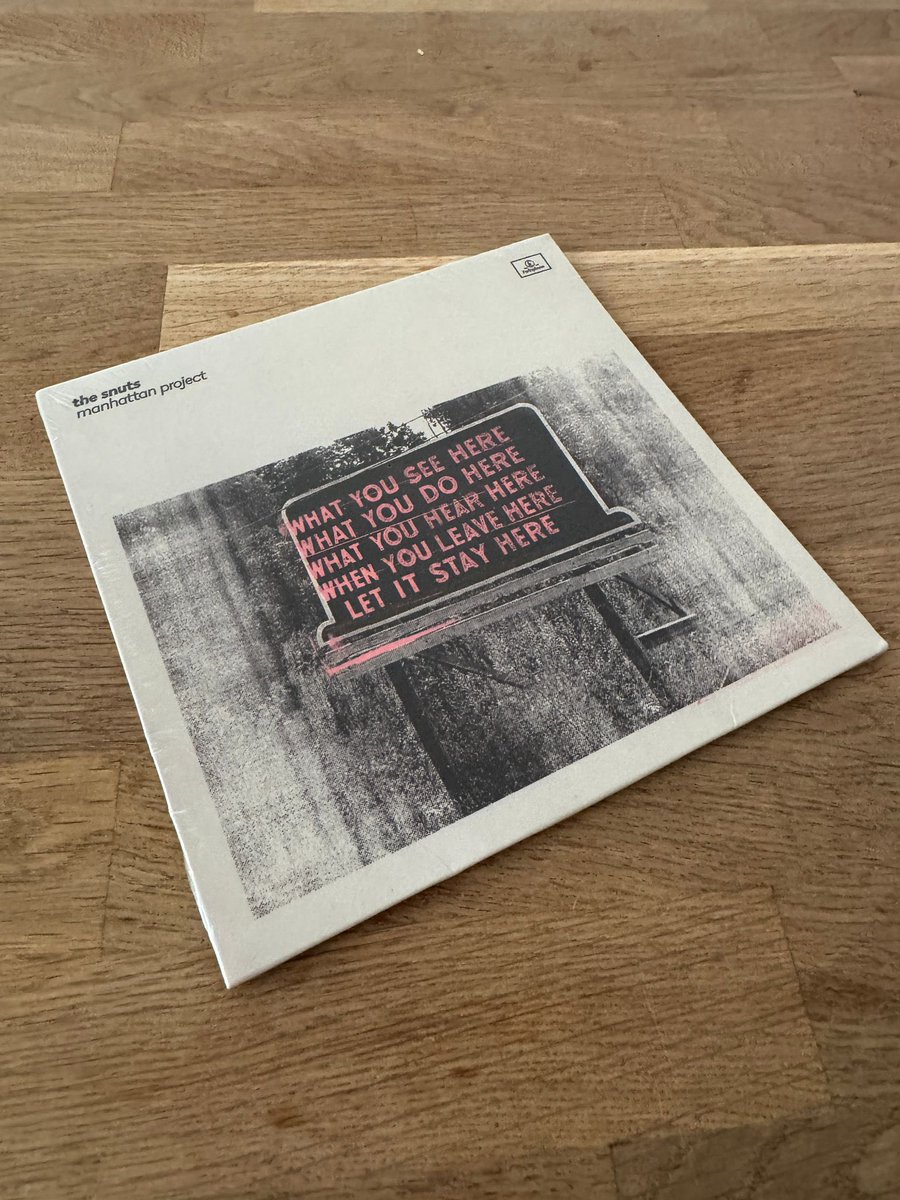 the snuts
manhattan project
Parlophone
WHAT YOU SEE HERE
WHAT YOU DO HERE
WHAT YOU HEAR HERE
WHEN YOU LEAVE HERE
LET IT STAY HERE